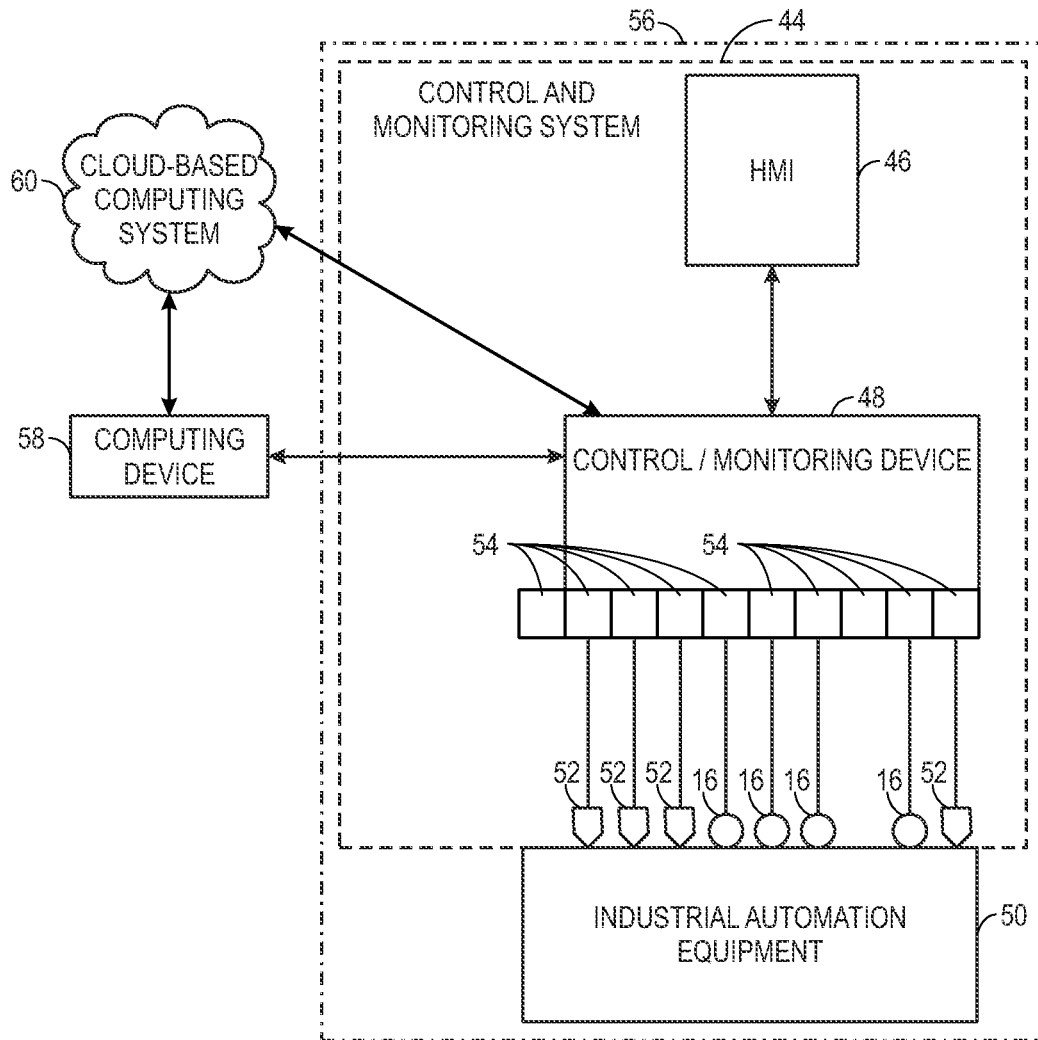 56
44
CONTROL AND
MONITORING SYSTEM
HMI
46
CLOUD-BASED
COMPUTING
SYSTEM
60
48
58
COMPUTING
DEVICE
CONTROL / MONITORING DEVICE
54
54
52
52
52
16
16
16
16
52
INDUSTRIAL AUTOMATION
EQUIPMENT
50